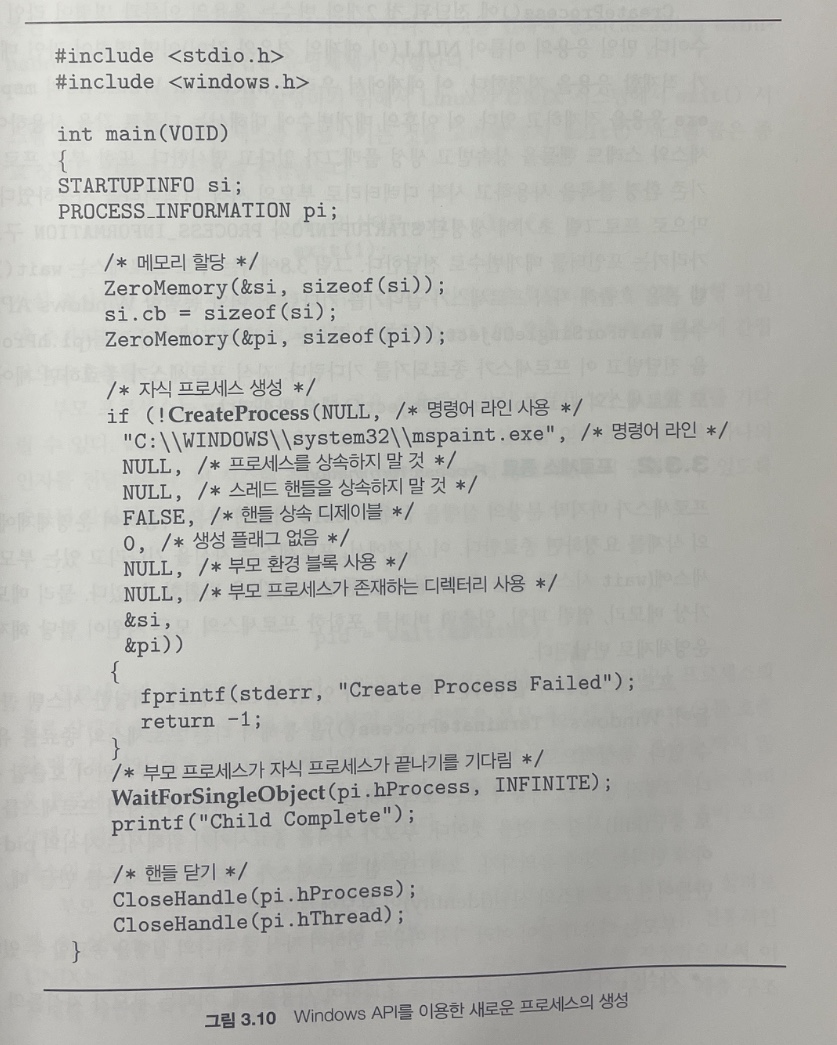 #include <stdio.h>
#include <windows.h>
int main(VOID)
{
STARTUPINFO si;
PROCESS_INFORMATION pi;
/* 메모리 할당 */
ZeroMemory(&si, sizeof(si));
si.cb = sizeof(si);
ZeroMemory(&pi, sizeof(pi));
/* 자식 프로세스 생성 */
if (!CreateProcess(NULL, /* 명령어 라인 사용 */
"C:\\WINDOWS\\system32\\mspaint.exe", /* 명령어 라인 */
NULL, /* 프로세스를 상속하지 말 것 */
NULL, /* 스레드 핸들을 상속하지 말 것 */
FALSE, /* 핸들 상속 디제이블 */
0, /* 생성 플래그 없음 */
NULL, /* 부모 환경 블록 사용 */
NULL, /* 부모 프로세스가 존재하는 디렉터리 사용 */
&si,
&pi))
{
fprintf(stderr, "Create Process Failed");
return -1;
}
/* 부모 프로세스가 자식 프로세스가 끝나기를 기다림 */
WaitForSingleObject(pi.hProcess, INFINITE);
printf("Child Complete");
/* 핸들 닫기 */
CloseHandle(pi.hProcess);
CloseHandle(pi.hThread);
}
그림 3.10 Windows API를 이용한 새로운 프로세스의 생성